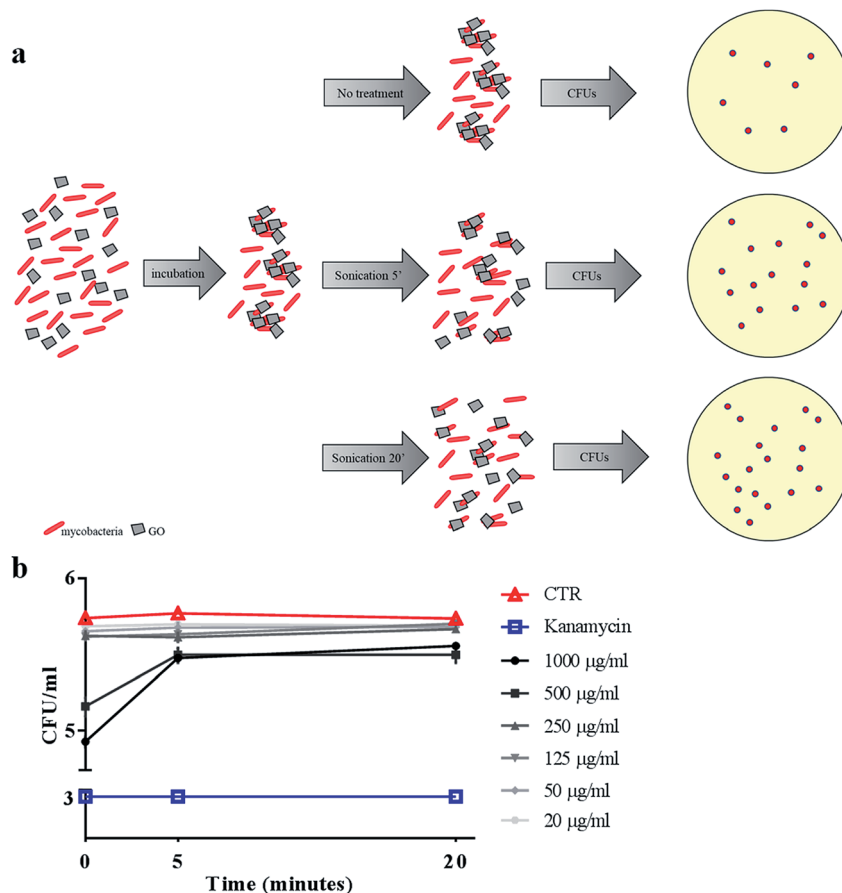 a
No treatment
CFUs
incubation
Sonication 5'
CFUs
Sonication 20'
CFUs
mycobacteria
GO
b
6
5
3
CFU/ml
0
5
20
Time (minutes)
CTR
Kanamycin
1000 µg/ml
500 µg/ml
250 µg/ml
125 µg/ml
50 µg/ml
20 µg/ml